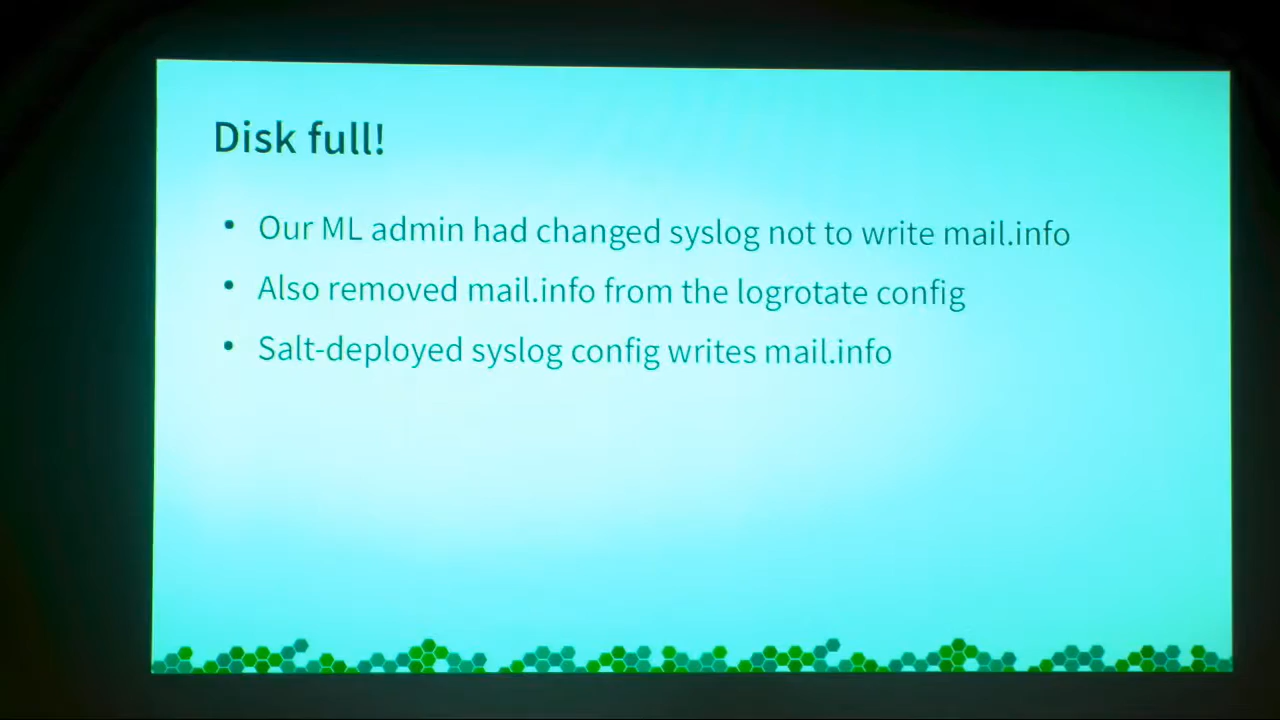 Disk full!
• Our ML admin had changed syslog not to write mail.info
• Also removed mail.info from the logrotate config
• Salt-deployed syslog config writes mail.info